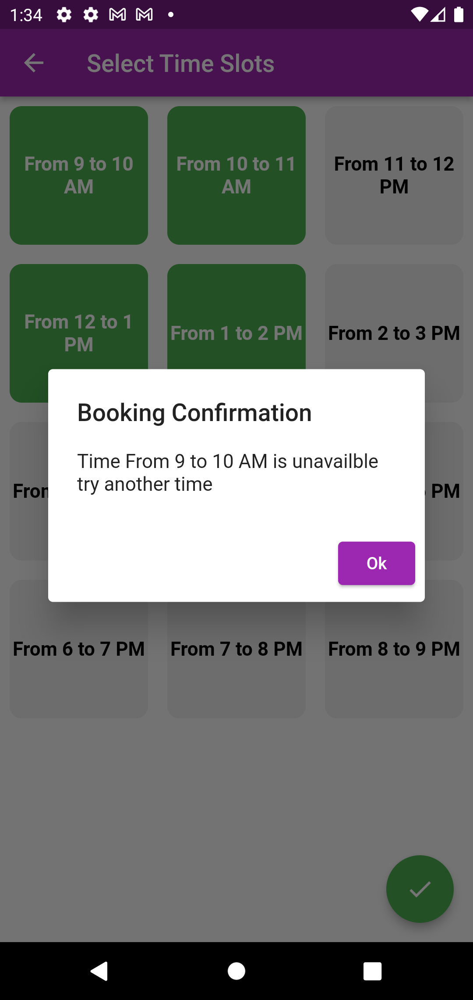 1:34
Select Time Slots
From 9 to 10
AM
From 10 to 11
AM
From 11 to 12
PM
From 12 to 1
PM
From 1 to 2 PM
From 2 to 3 PM
Booking Confirmation
Time From 9 to 10 AM is unavailble
try another time
PM
Ok
From 6 to 7 PM
From 7 to 8 PM
From 8 to 9 PM